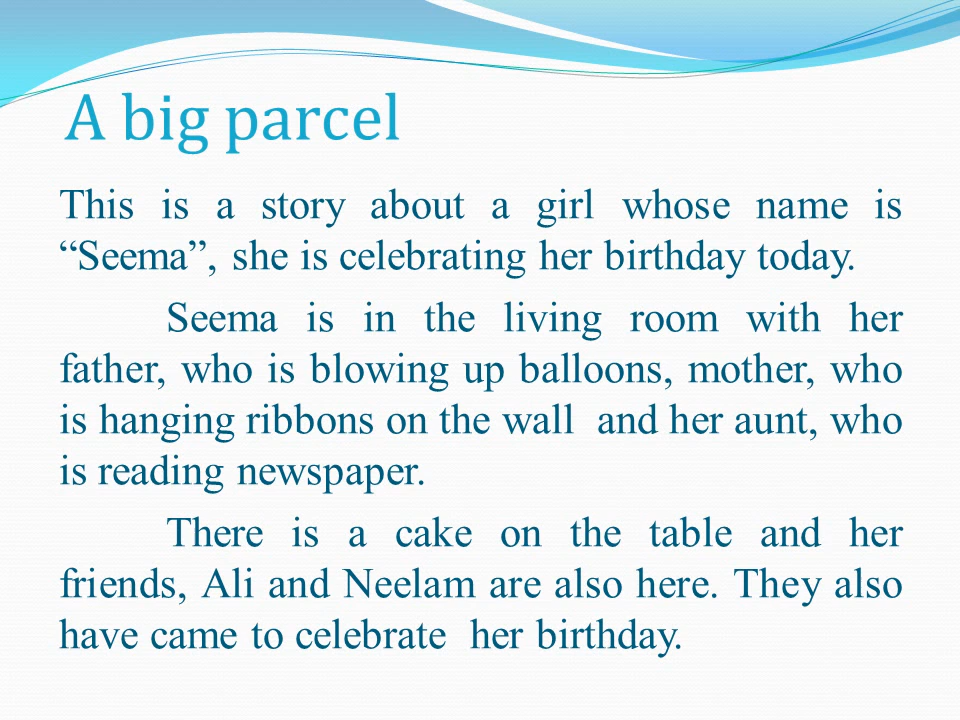 A big parcel
This is a story about a girl whose name is
“Seema”, she is celebrating her birthday today.
Seema is in the living room with her
father, who is blowing up balloons, mother, who
is hanging ribbons on the wall  and her aunt, who
is reading newspaper.
There is a cake on the table and her
friends, Ali and Neelam are also here. They also
have came to celebrate  her birthday.